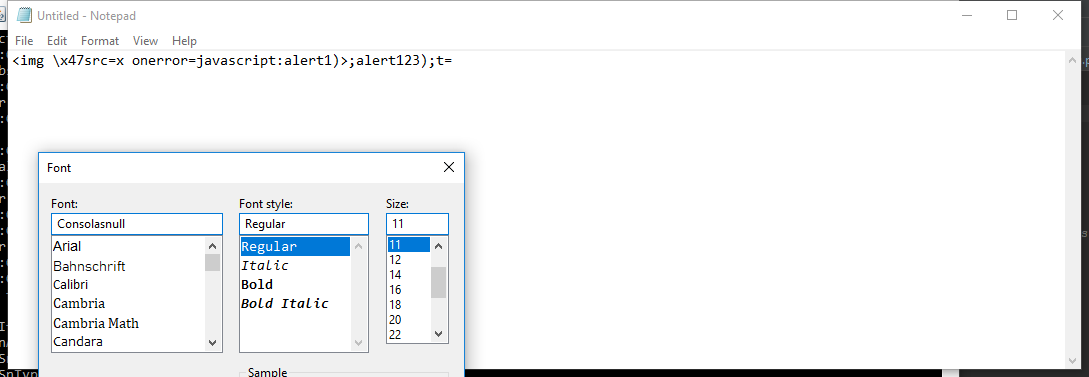 Untitled - Notepad
File Edit Format View Help
<img \x47src=x onerror=javascript:alert1)>;alert123);t=
Font
Font: Font style: Size:
Consolasnull Regular 11
Arial Regular 11
Bahnschrift Italic 12
Calibri Bold 14
Cambria Bold Italic 16
Cambria Math 18
Candara 20
22
Sample